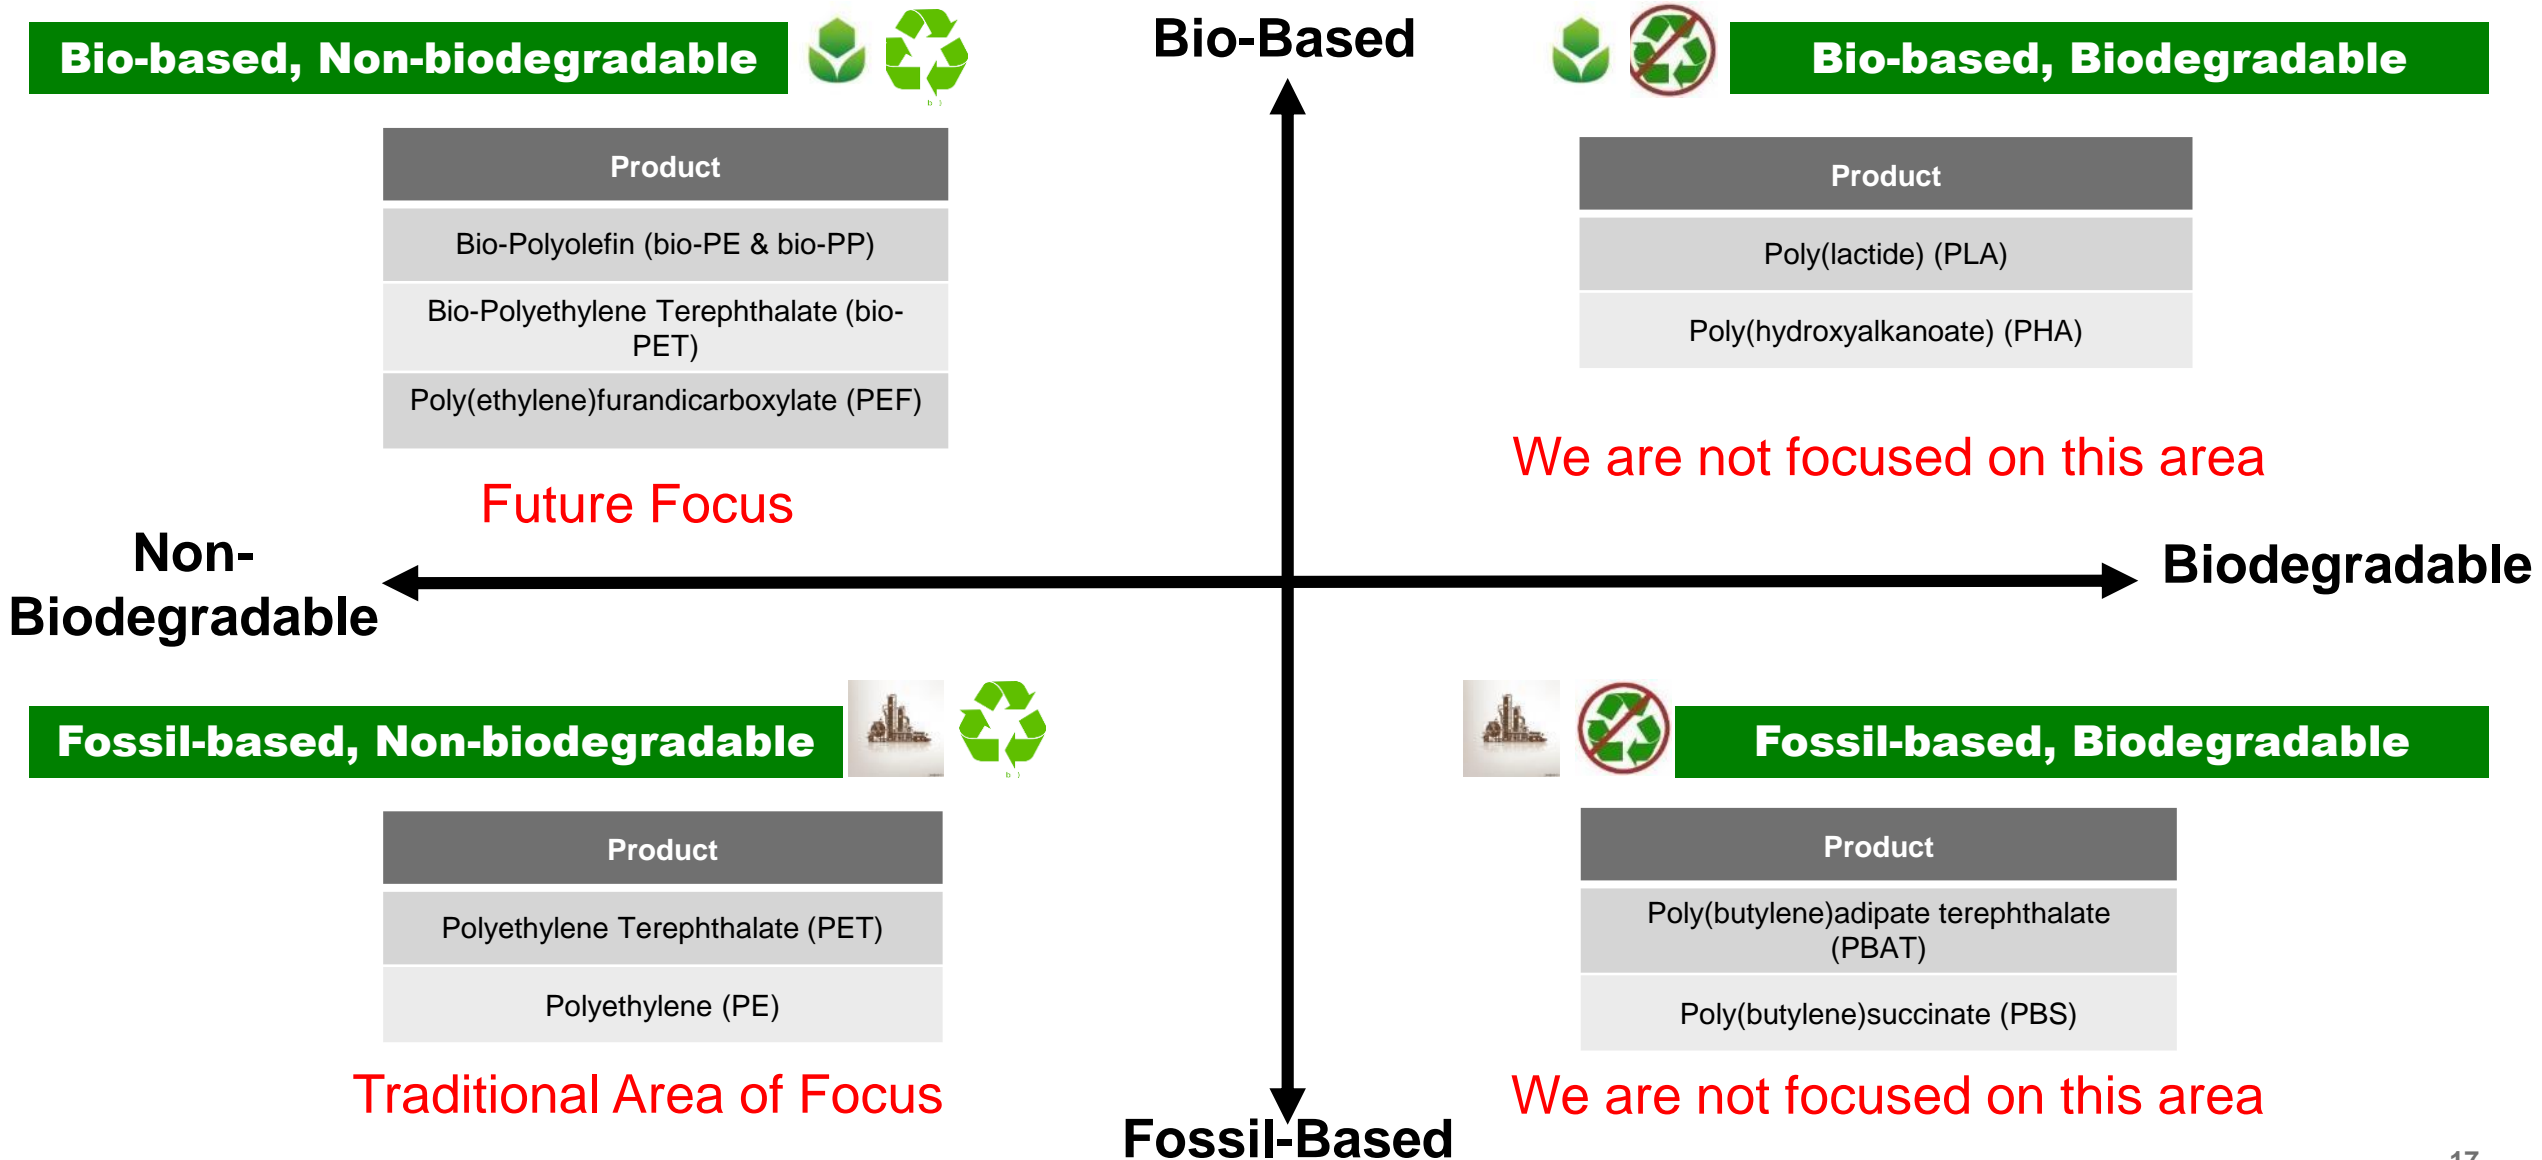 Bio-Based
Bio-based, Non-biodegradable
Product
Bio-Polyolefin (bio-PE & bio-PP)
Bio-Polyethylene Terephthalate (bio-
PET)
Poly(ethylene)furandicarboxylate (PEF)
Future Focus
Bio-based, Biodegradable
Product
Poly(lactide) (PLA)
Poly(hydroxyalkanoate) (PHA)
We are not focused on this area
Non-
Biodegradable
Biodegradable
Fossil-based, Non-biodegradable
Product
Polyethylene Terephthalate (PET)
Polyethylene (PE)
Traditional Area of Focus
Fossil-based, Biodegradable
Product
Poly(butylene)adipate terephthalate
(PBAT)
Poly(butylene)succinate (PBS)
We are not focused on this area
Fossil-Based
17